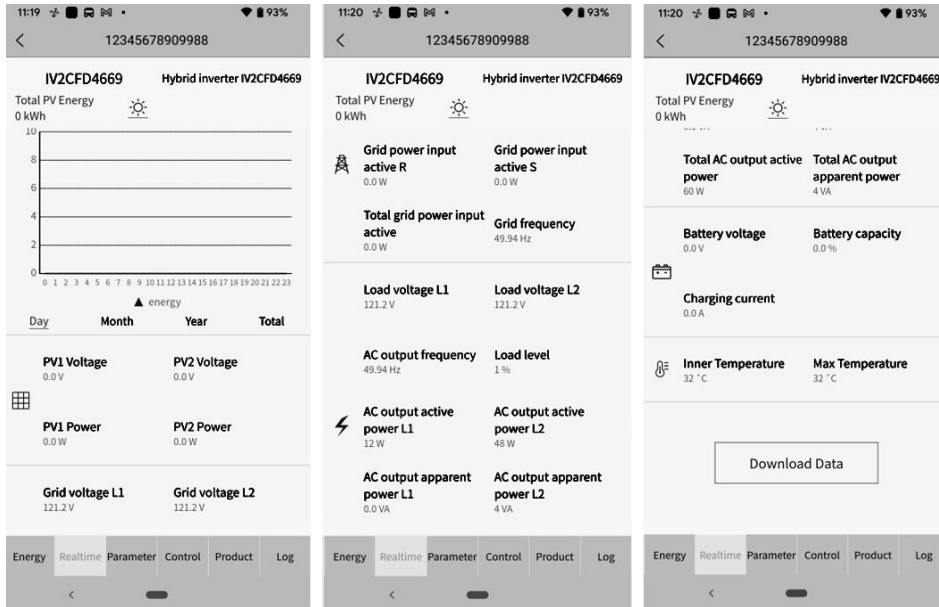 11:19
93%
12345678909988
IV2CFD4669 Hybrid inverter IV2CFD4669
Total PV Energy
0 kWh
10
8
6
4
2
0
0 1 2 3 4 5 6 7 8 9 10 11 12 13 14 15 16 17 18 19 20 21 22 23
energy
Day Month Year Total
PV1 Voltage PV2 Voltage
0.0 V 0.0 V
PV1 Power PV2 Power
0.0 W 0.0 W
Grid voltage L1 Grid voltage L2
121.2 V 121.2 V
Energy Realtime Parameter Control Product Log
11:20
93%
12345678909988
IV2CFD4669 Hybrid inverter IV2CFD4669
Total PV Energy
0 kWh
Grid power input Grid power input
active R active S
0.0 W 0.0 W
Total grid power input
active
0.0 W
Grid frequency
49.94 Hz
Load voltage L1 Load voltage L2
121.2 V 121.2 V
AC output frequency Load level
49.94 Hz 1 %
AC output active AC output active
power L1 power L2
12 W 48 W
AC output apparent AC output apparent
power L1 power L2
0.0 VA 4 VA
Energy Realtime Parameter Control Product Log
11:20
93%
12345678909988
IV2CFD4669 Hybrid inverter IV2CFD4669
Total PV Energy
0 kWh
Total AC output active Total AC output
power apparent power
60 W 4 VA
Battery voltage Battery capacity
0.0 V 0.0 %
Charging current
0.0 A
Inner Temperature Max Temperature
32 °C 32 °C
Download Data
Energy Realtime Parameter Control Product Log